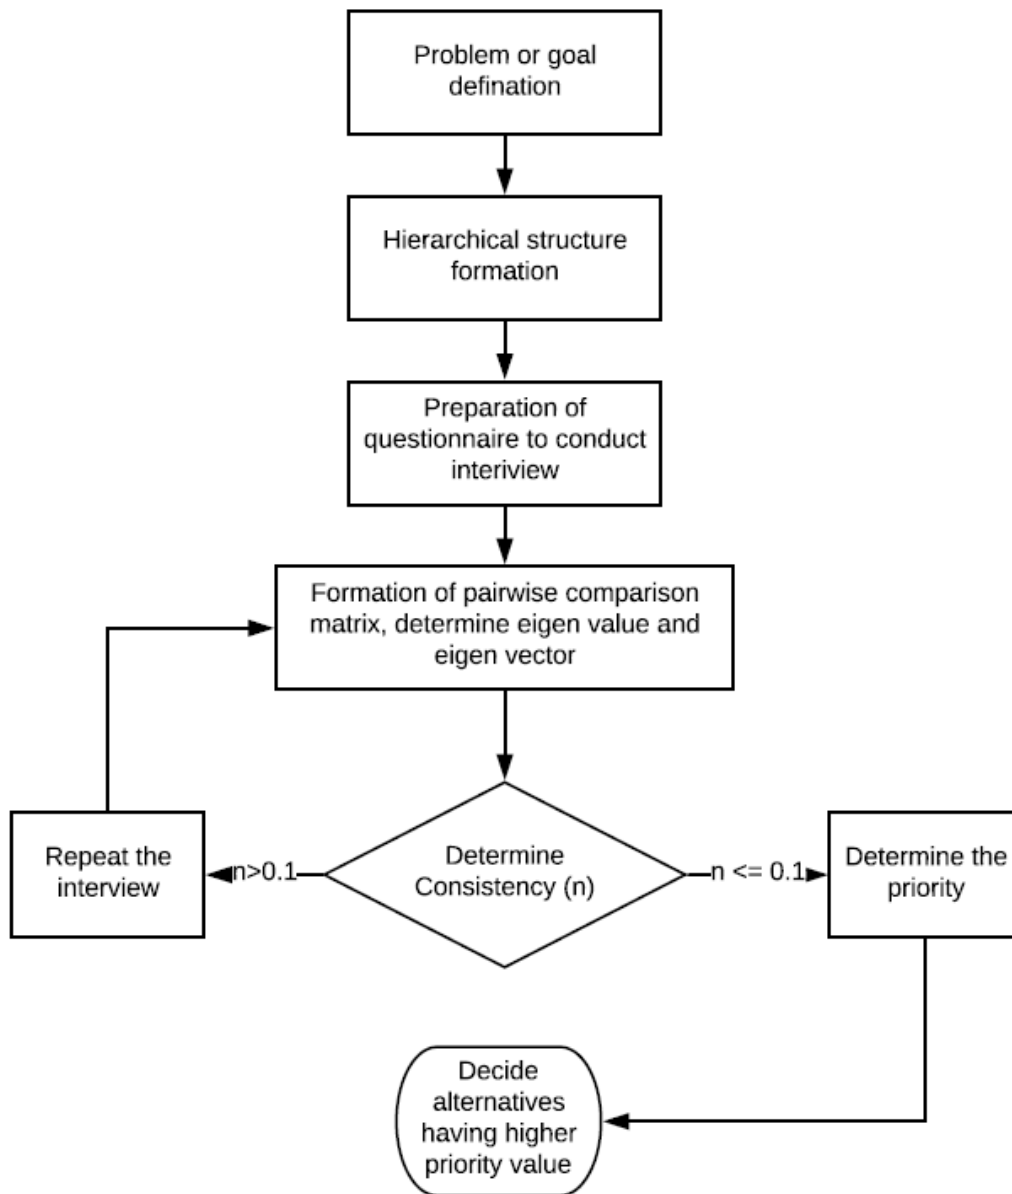 Problem or goal
defination
Hierarchical structure
formation
Preparation of
questionnaire to conduct
interiview
Formation of pairwise comparison
matrix, determine eigen value and
eigen vector
Repeat the
interview
n>0.1
Determine
Consistency (n)
n <= 0.1
Determine the
priority
Decide
alternatives
having higher
priority value